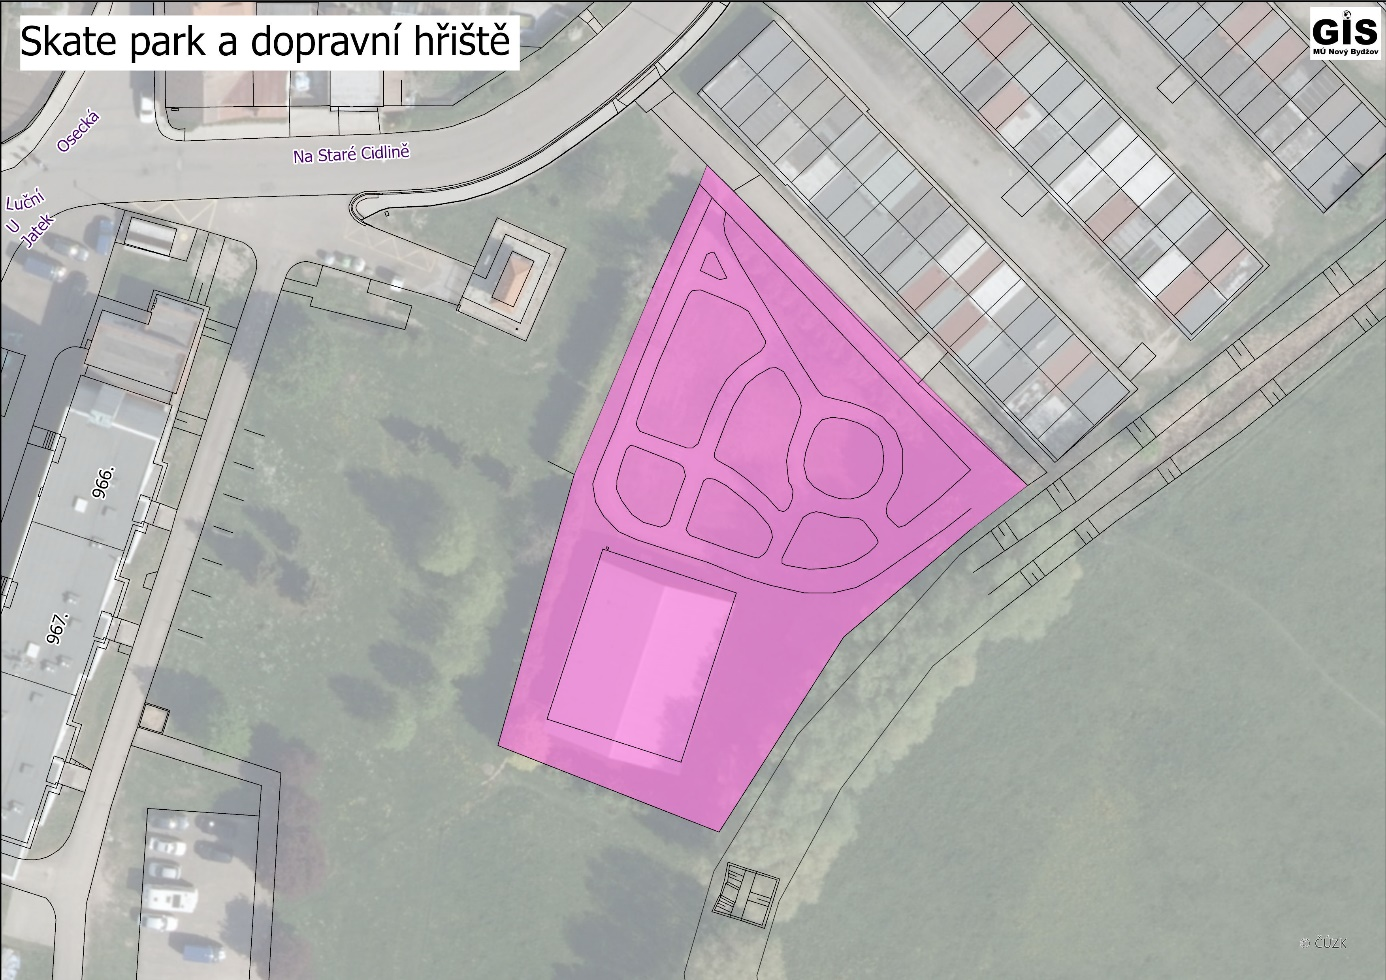 Skate park a dopravní hřiště
GIS
MÚ Nový Bydžov
Osecká
Na Staré Cidlině
Luční
U
Jatek
966.
967.
© ČÚZK